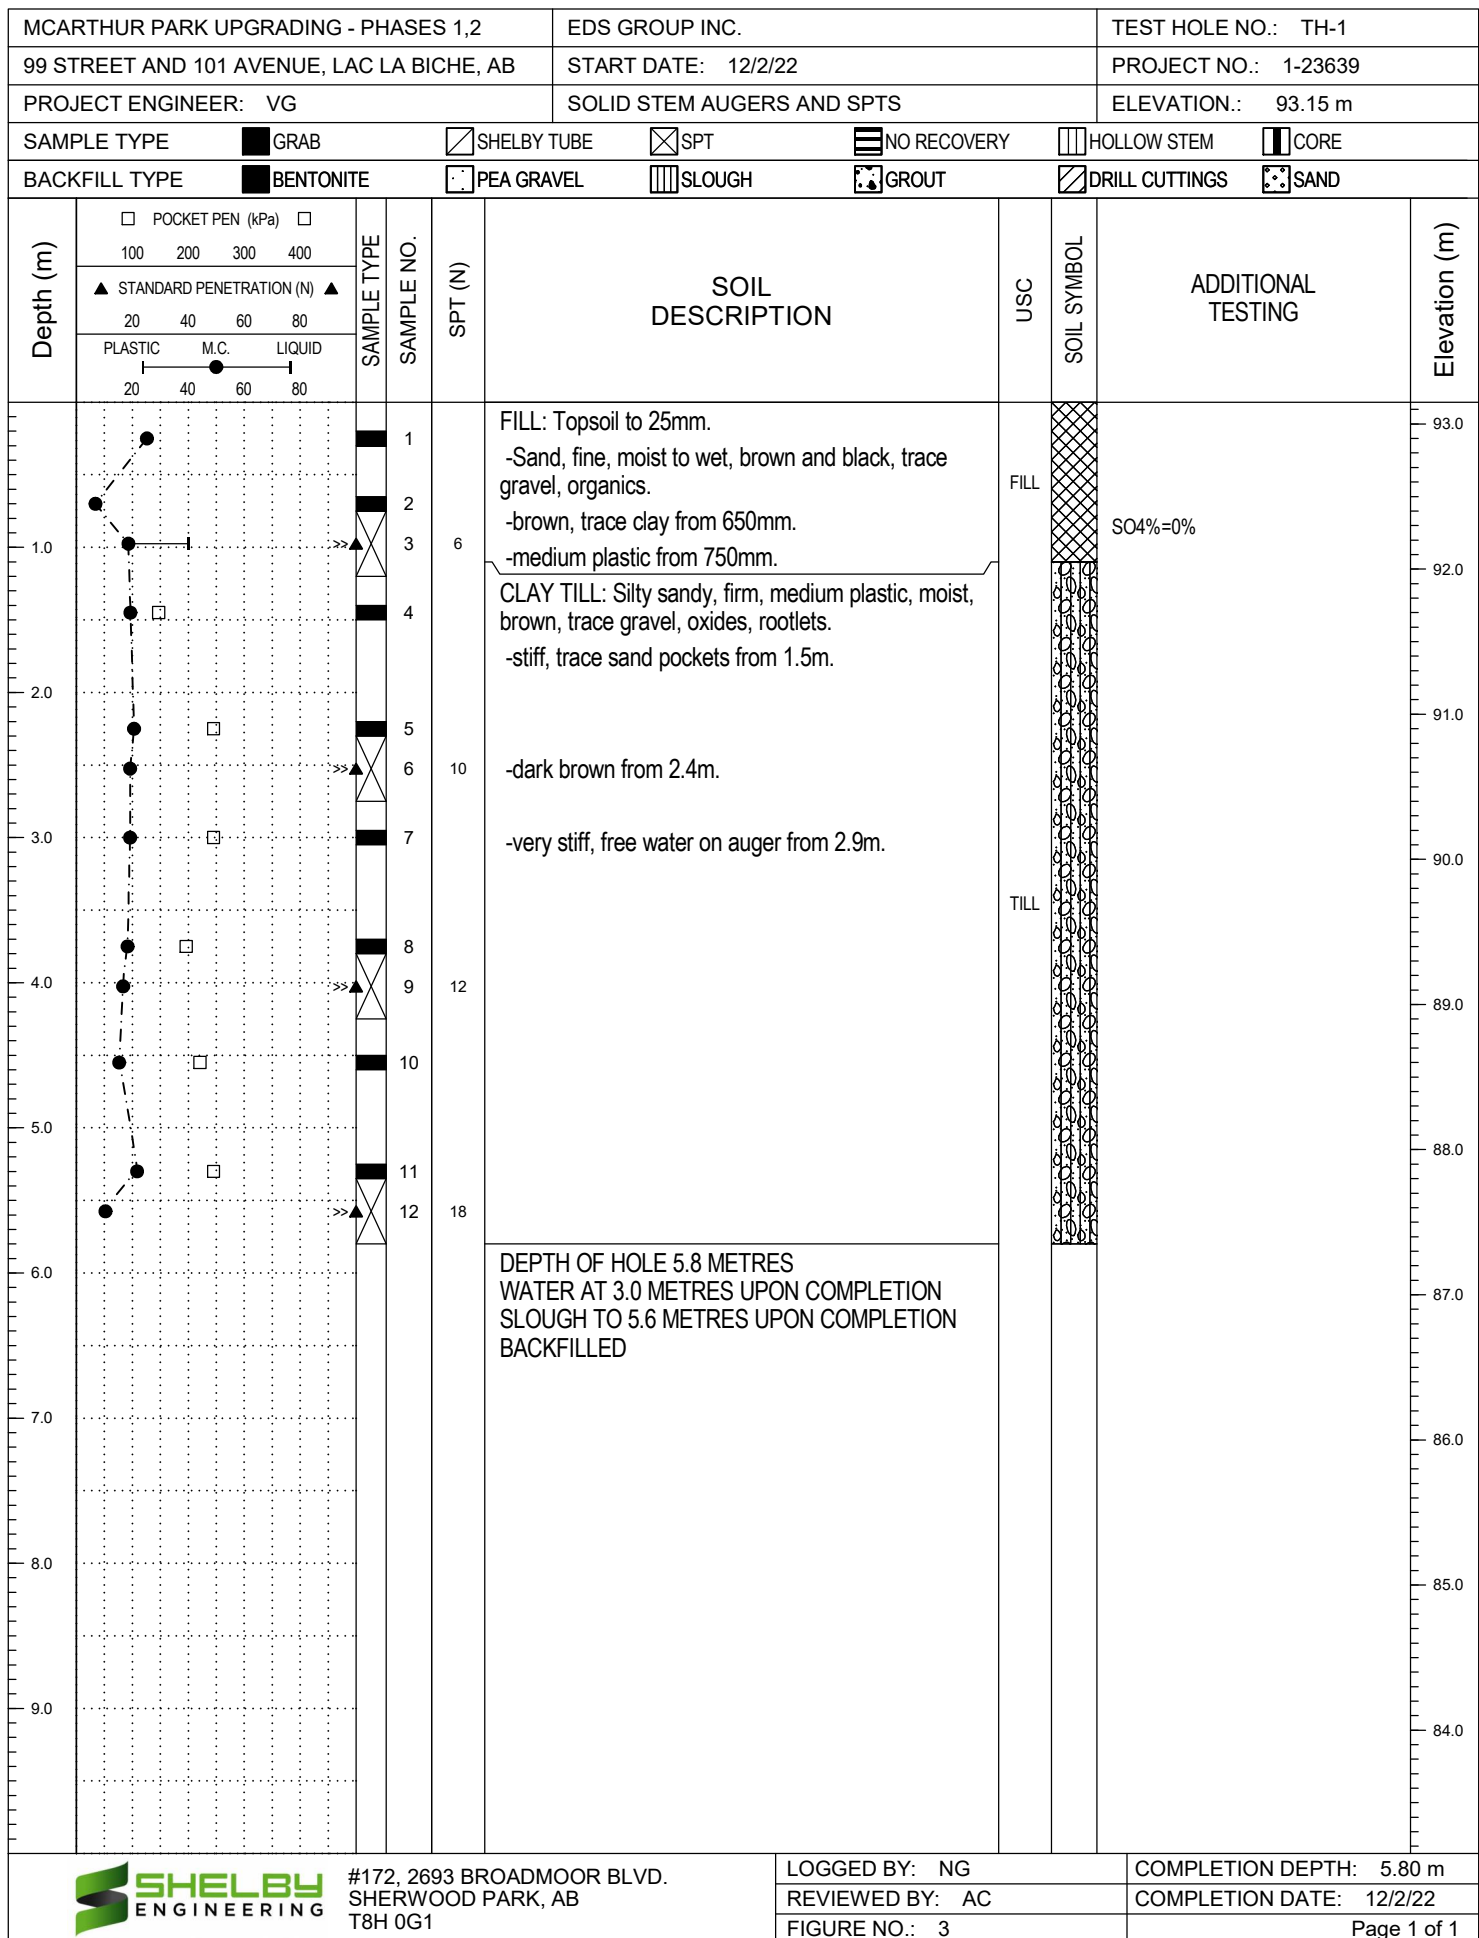 MCARTHUR PARK UPGRADING - PHASES 1,2
EDS GROUP INC.
TEST HOLE NO.: TH-1
99 STREET AND 101 AVENUE, LAC LA BICHE, AB
START DATE: 12/2/22
PROJECT NO.: 1-23639
PROJECT ENGINEER: VG
SOLID STEM AUGERS AND SPTS
ELEVATION.: 93.15 m
SAMPLE TYPE GRAB SHELBY TUBE SPT NO RECOVERY HOLLOW STEM CORE
BACKFILL TYPE BENTONITE PEA GRAVEL SLOUGH GROUT DRILL CUTTINGS SAND
Depth (m)
POCKET PEN (kPa)
100 200 300 400
STANDARD PENETRATION (N)
20 40 60 80
PLASTIC M.C. LIQUID
20 40 60 80
SAMPLE TYPE
SAMPLE NO.
SPT (N)
SOIL
DESCRIPTION
USC
SOIL SYMBOL
ADDITIONAL
TESTING
Elevation (m)
1.0
2.0
3.0
4.0
5.0
6.0
7.0
8.0
9.0
>>
>>
>>
>>
1
2
3
4
5
6
7
8
9
10
11
12
6
10
12
18
FILL: Topsoil to 25mm.
-Sand, fine, moist to wet, brown and black, trace
gravel, organics.
-brown, trace clay from 650mm.
-medium plastic from 750mm.
CLAY TILL: Silty sandy, firm, medium plastic, moist,
brown, trace gravel, oxides, rootlets.
-stiff, trace sand pockets from 1.5m.
-dark brown from 2.4m.
-very stiff, free water on auger from 2.9m.
DEPTH OF HOLE 5.8 METRES
WATER AT 3.0 METRES UPON COMPLETION
SLOUGH TO 5.6 METRES UPON COMPLETION
BACKFILLED
FILL
TILL
SO4%=0%
93.0
92.0
91.0
90.0
89.0
88.0
87.0
86.0
85.0
84.0
SHELBY
ENGINEERING
#172, 2693 BROADMOOR BLVD.
SHERWOOD PARK, AB
T8H 0G1
LOGGED BY: NG
COMPLETION DEPTH: 5.80 m
REVIEWED BY: AC
COMPLETION DATE: 12/2/22
FIGURE NO.: 3
Page 1 of 1